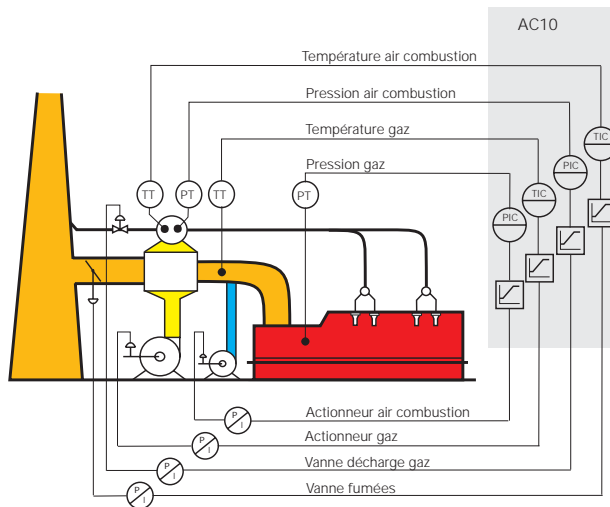 AC10
Température air combustion
Pression air combustion
Température gaz
Pression gaz
TIC
PIC
TIC
PIC
TT
PT
TT
PT
Actionneur air combustion
P
I
Actionneur gaz
P
I
Vanne décharge gaz
P
I
Vanne fumées
P
I